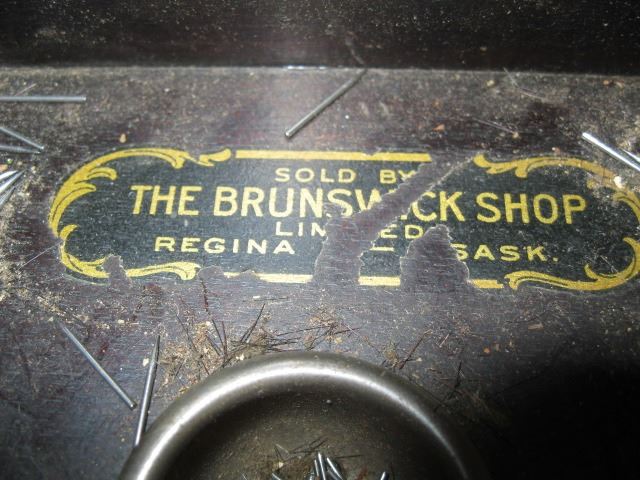 SOLD BY
THE BRUNSWICK SHOP
LIMITED
REGINA — SASK.